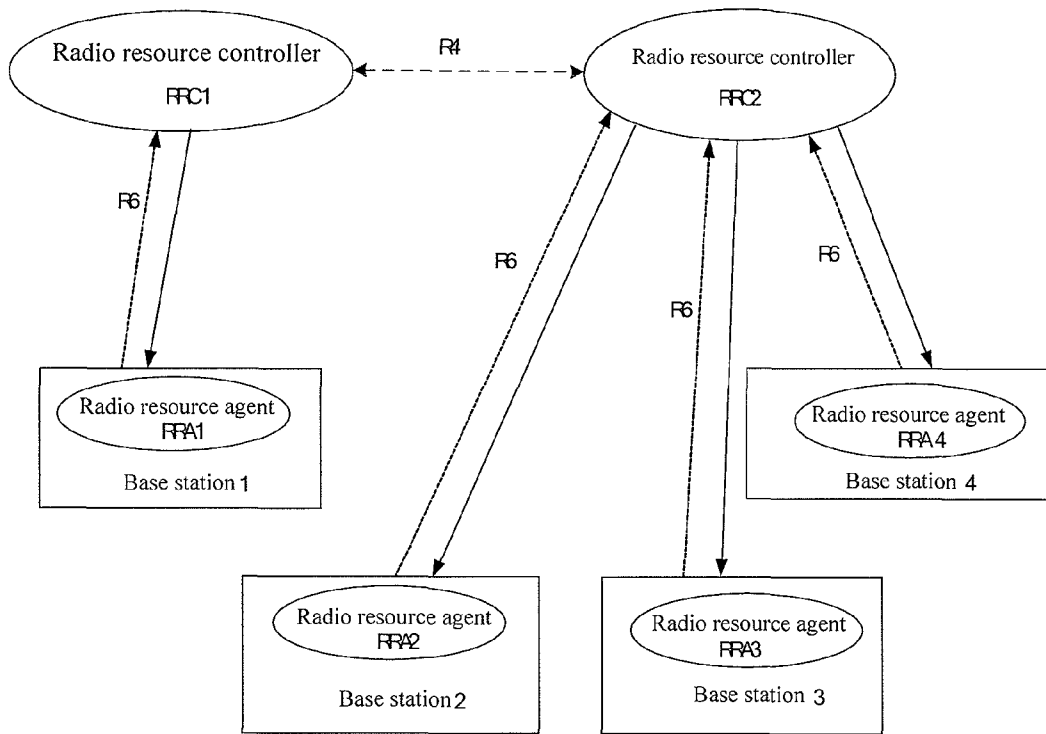 Radio resource controller
RRC1
R4
Radio resource controller
RRC2
R6
R6
R6
R6
Radio resource agent
RRA1
Base station 1
Radio resource agent
RRA4
Base station 4
Radio resource agent
RRA2
Base station 2
Radio resource agent
RRA3
Base station 3